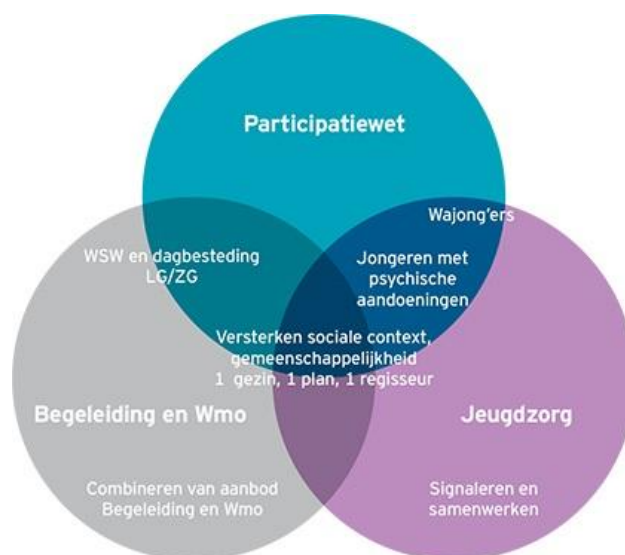 Participatiewet
Wajong'ers
WSW en dagbesteding
LG/ZG
Jongeren met
psychische
aandoeningen
Versterken sociale context,
gemeenschappelijkheid
1 gezin, 1 plan, 1 regisseur
Begeleiding en Wmo
Jeugdzorg
Combineren van aanbod
Begeleiding en Wmo
Signaleren en
samenwerken